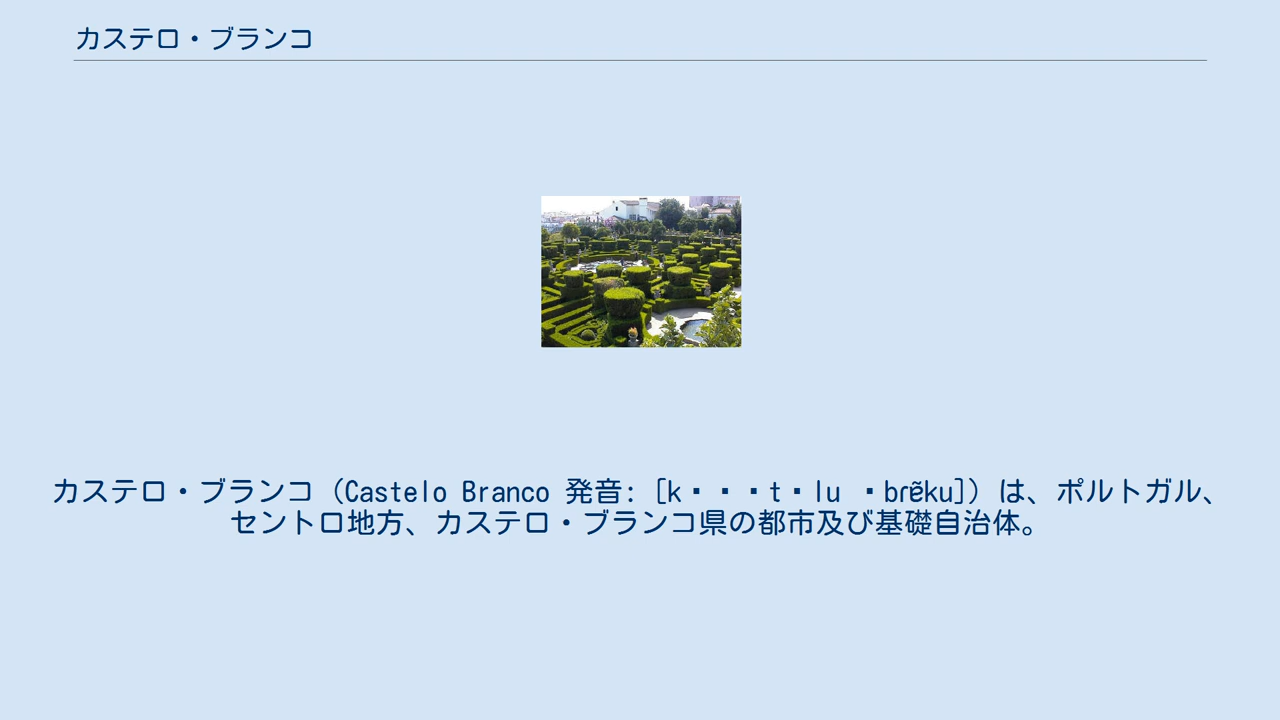 カステロ・ブランコ
カステロ・ブランコ（Castelo Branco 発音: [k・・・t・lu ・bɾɐ̃ku]）は、ポルトガル、
セントロ地方、カステロ・ブランコ県の都市及び基礎自治体。